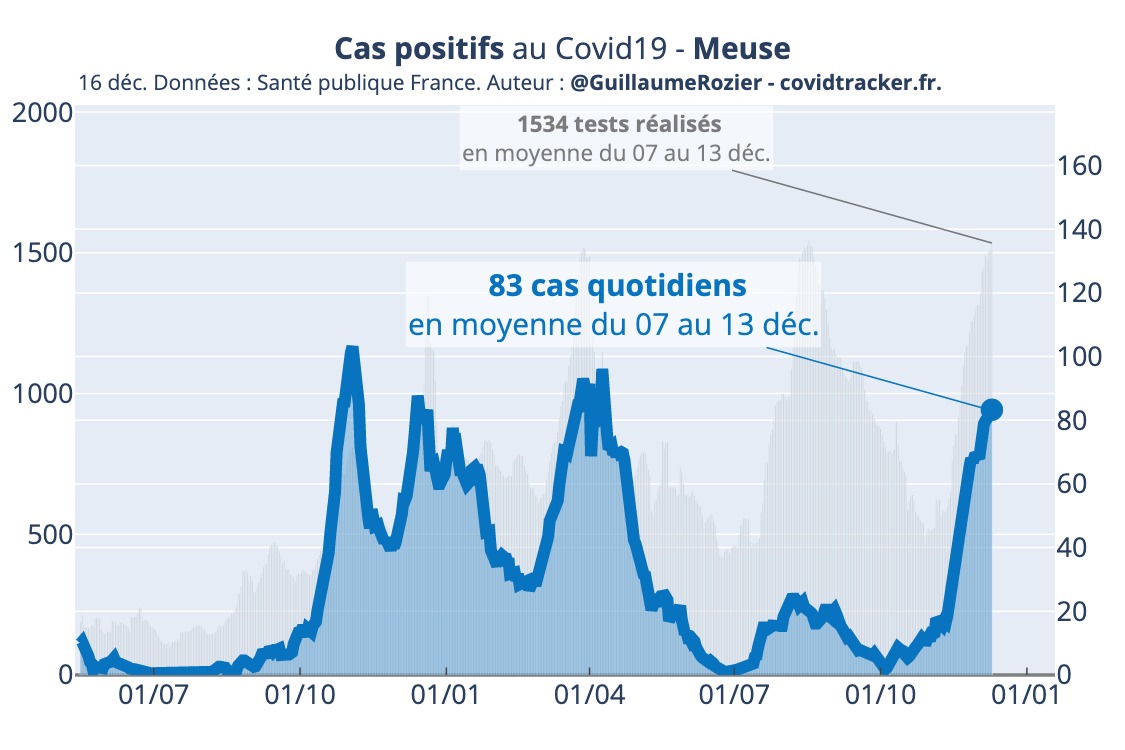 Cas positifs au Covid19 - Meuse
16 déc. Données : Santé publique France. Auteur : @GuillaumeRozier - covidtracker.fr.
2000
1534 tests réalisés
en moyenne du 07 au 13 déc.
160
140
1500
83 cas quotidiens
120
en moyenne du 07 au 13 déc.
100
1000
80
60
500
40
20
0 0
01/07 01/10 01/01 01/04 01/07 01/10 01/01